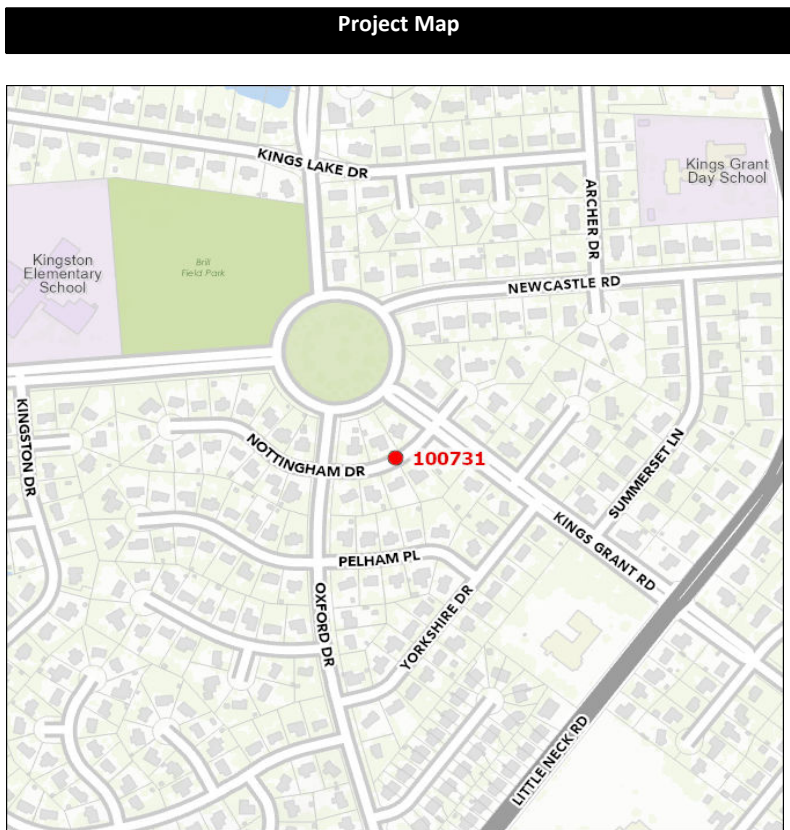 Project Map
KINGS LAKE DR
Kings Grant
Day School
ARCHER DR
Kingston
Elementary
School
Brill
Field Park
NEWCASTLE RD
KINGSTON DR
NOTTINGHAM DR
100731
SUMMERSET LN
KINGS GRANT RD
PELHAM PL
OXFORD DR
YORKSHIRE DR
LITTLE NECK RD